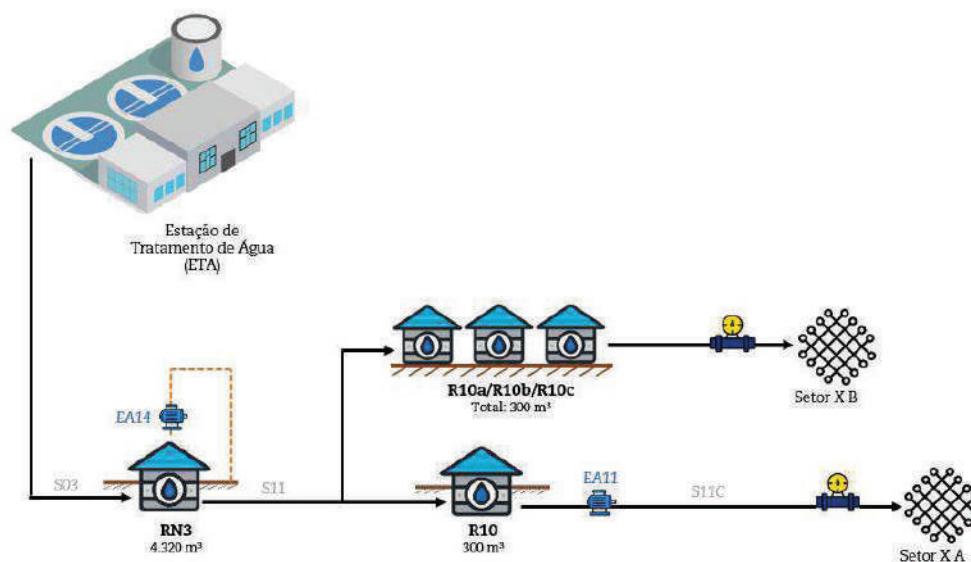 Estação de
Tratamento de Água
(ETA)
R10a/R10b/R10c
Total: 300 m³
Setor X B
EA14
S03
S11
EA11
S11C
RN3
4.320 m³
R10
300 m³
Setor X A